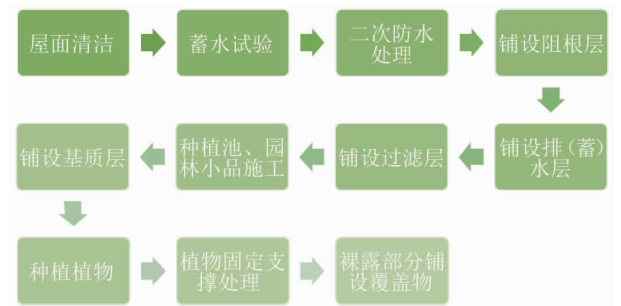 屋面清洁
蓄水试验
二次防水
处理
铺设阻根层
铺设排(蓄)
水层
铺设过滤层
种植池、园
林小品施工
铺设基质层
种植植物
植物固定支
撑处理
裸露部分铺
设覆盖物